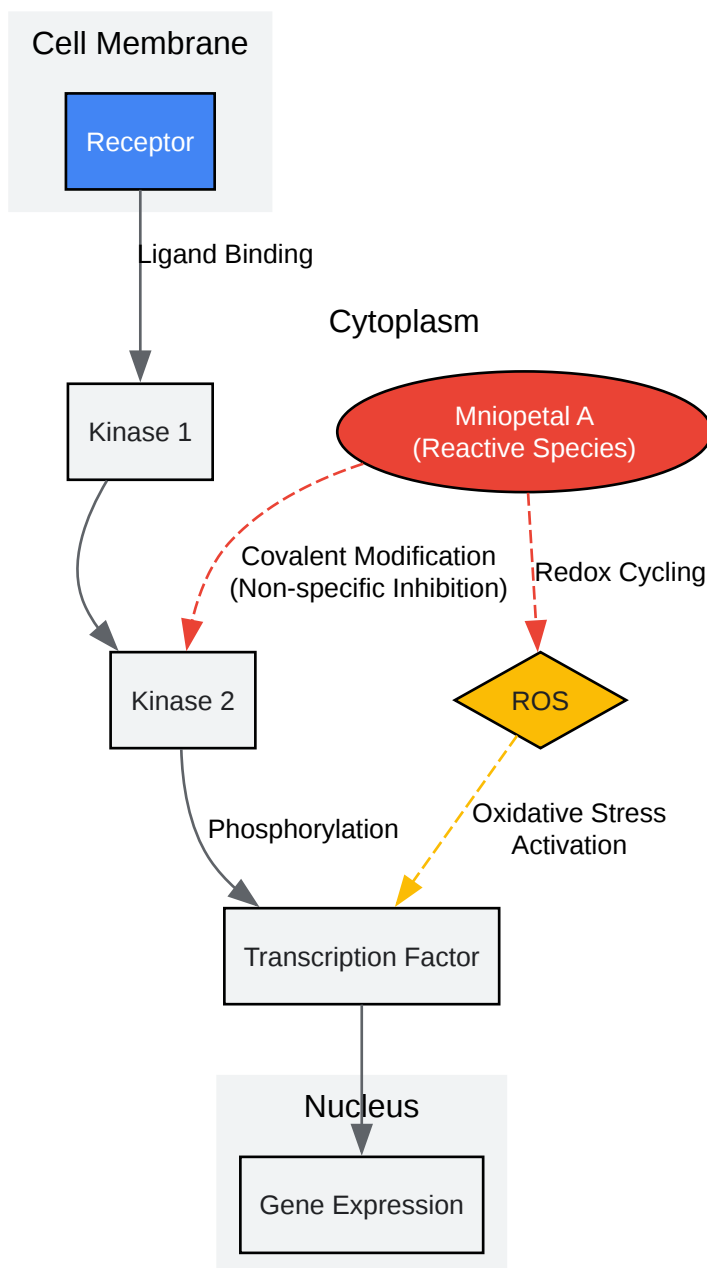 Cell Membrane
Receptor
Ligand Binding
Cytoplasm
Mniopetal A
(Reactive Species)
Kinase 1
Covalent Modification
(Non-specific Inhibition)
Redox Cycling
Kinase 2
ROS
Phosphorylation
Oxidative Stress
Activation
Transcription Factor
Nucleus
Gene Expression